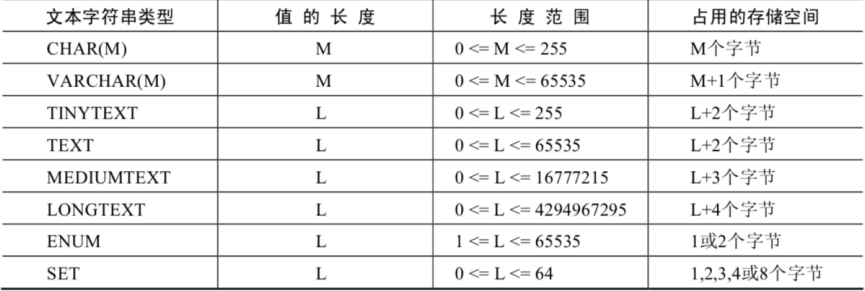 文本字符串类型 值 的 长 度 长 度 范 围 占用的存储空间
CHAR(M) M 0 <= M <= 255 M个字节
VARCHAR(M) M 0 <= M <= 65535 M+1个字节
TINYTEXT L 0 <= L <= 255 L+2个字节
TEXT L 0 <= L <= 65535 L+2个字节
MEDIUMTEXT L 0 <= L <= 16777215 L+3个字节
LONGTEXT L 0 <= L <= 4294967295 L+4个字节
ENUM L 1 <= L <= 65535 1或2个字节
SET L 0 <= L <= 64 1,2,3,4或8个字节